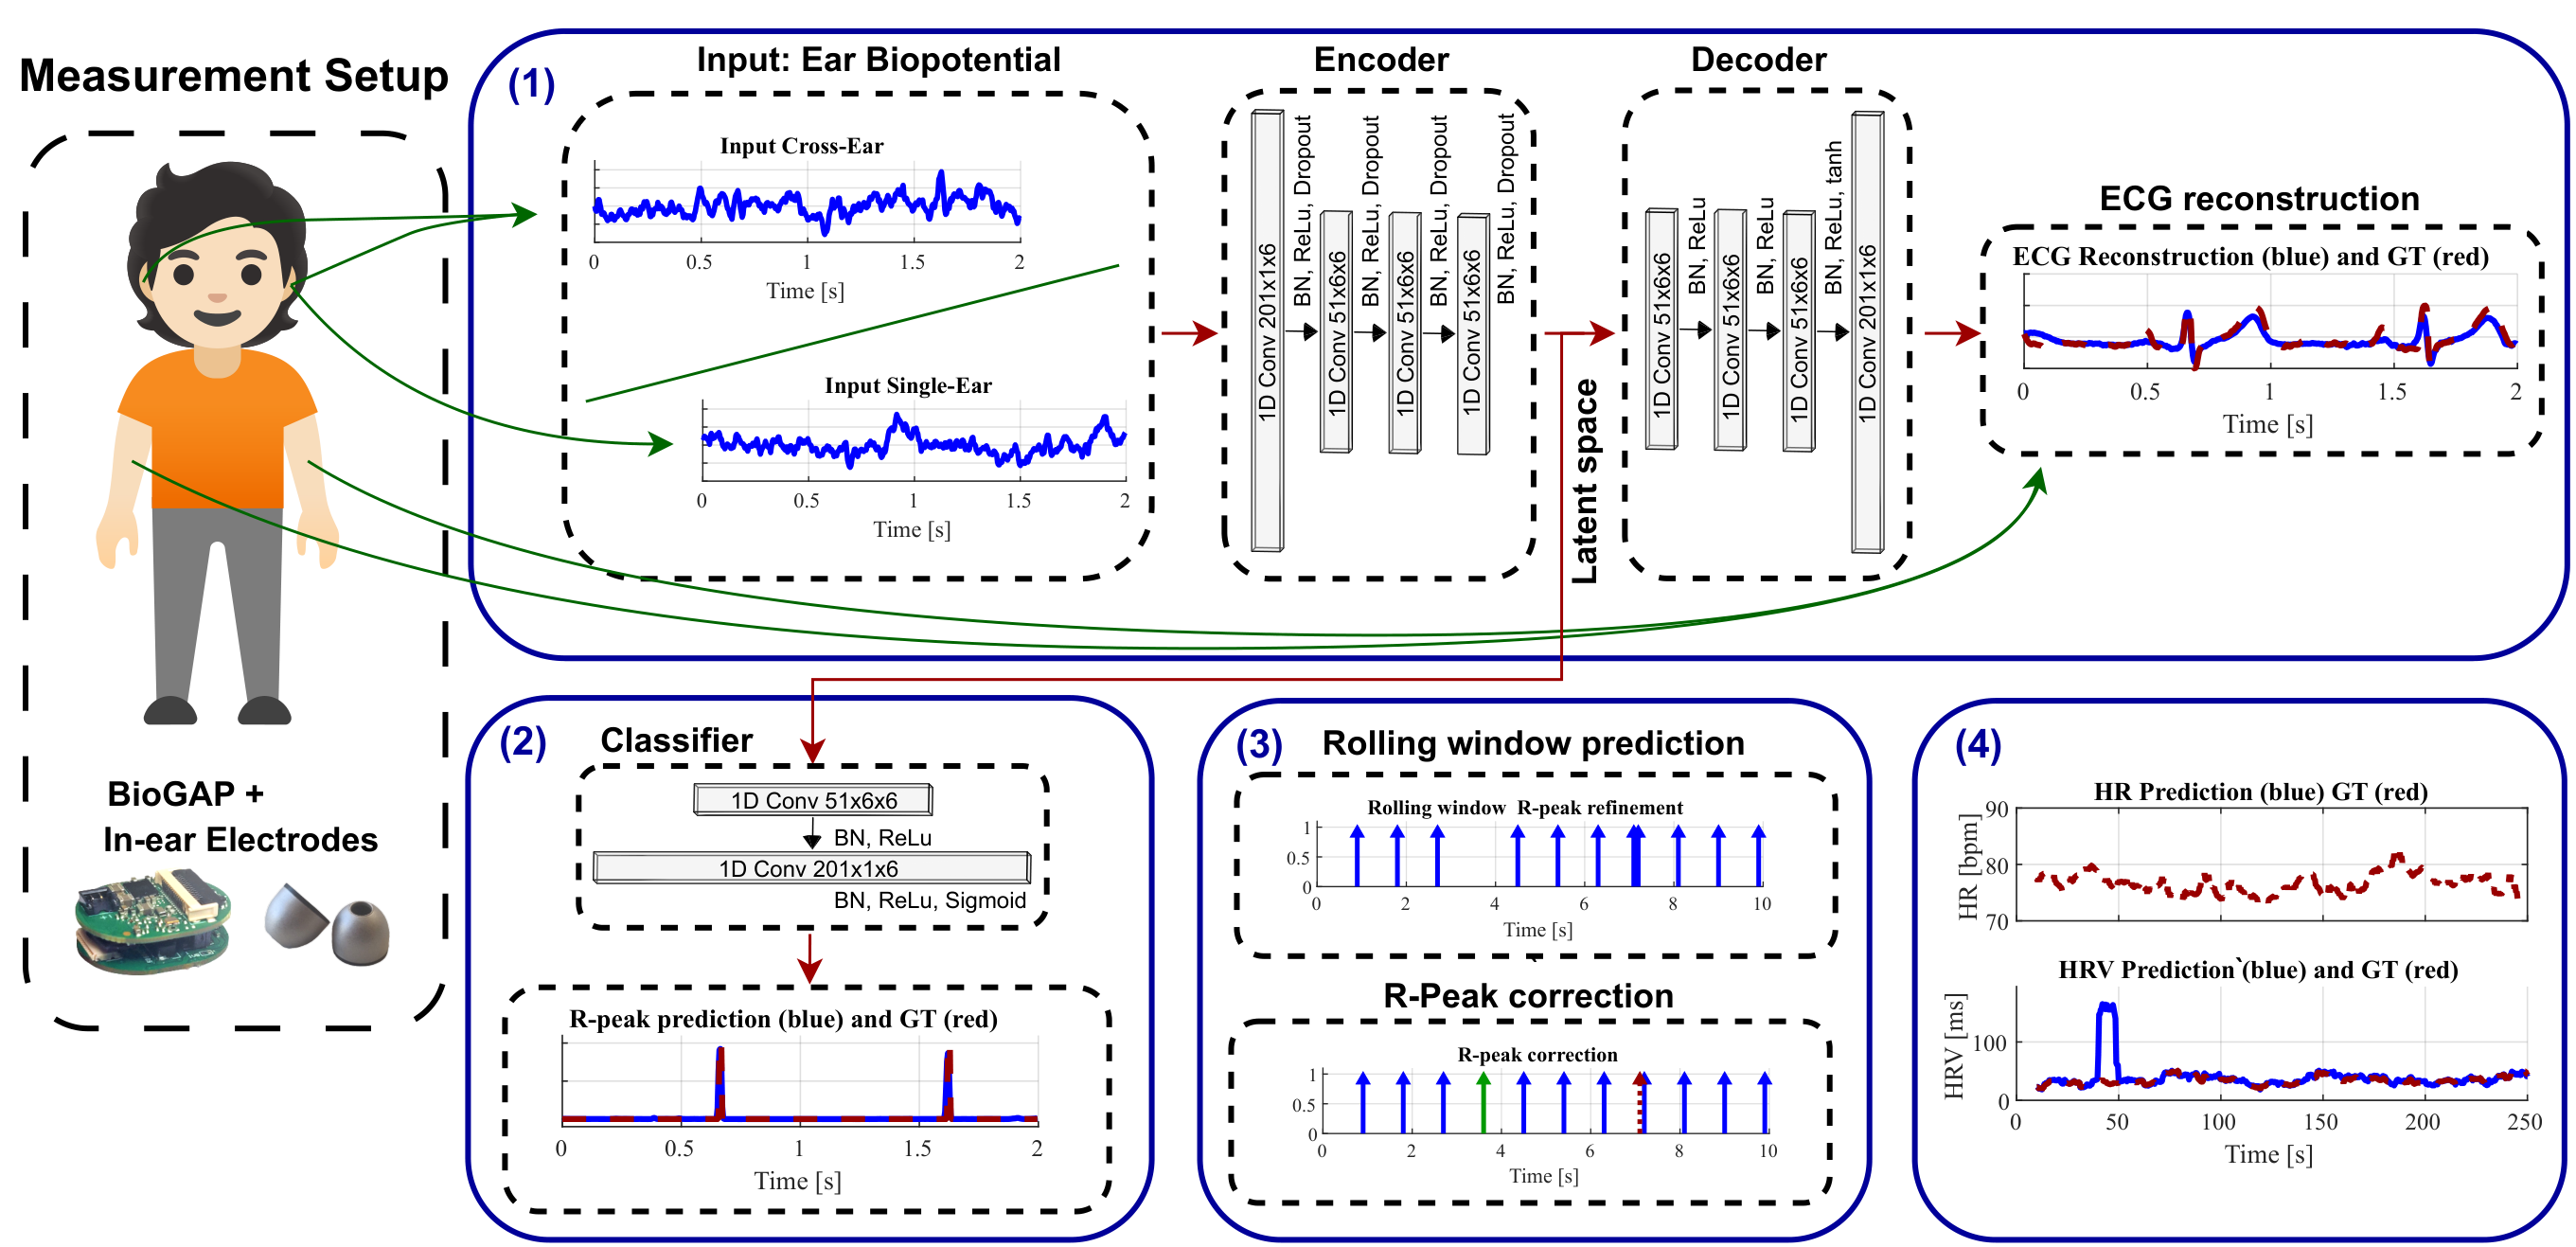 Measurement Setup
BioGAP +
In-ear Electrodes
(1)
Input: Ear Biopotential
Input Cross-Ear
0 0.5 1 1.5 2
Time [s]
Input Single-Ear
0 0.5 1 1.5 2
Time [s]
Encoder
1D Conv 201x1x6
BN, ReLu, Dropout
1D Conv 51x6x6
BN, ReLu, Dropout
1D Conv 51x6x6
BN, ReLu, Dropout
1D Conv 51x6x6
BN, ReLu, Dropout
Latent space
Decoder
1D Conv 51x6x6
BN, ReLu
1D Conv 51x6x6
BN, ReLu
1D Conv 51x6x6
BN, ReLu, tanh
1D Conv 201x1x6
ECG reconstruction
ECG Reconstruction (blue) and GT (red)
0 0.5 1 1.5 2
Time [s]
(2)
Classifier
1D Conv 51x6x6
BN, ReLu
1D Conv 201x1x6
BN, ReLu, Sigmoid
R-peak prediction (blue) and GT (red)
0 0.5 1 1.5 2
Time [s]
(3)
Rolling window prediction
Rolling window R-peak refinement
1
0.5
0
0 2 4 6 8 10
Time [s]
R-Peak correction
R-peak correction
1
0.5
0
0 2 4 6 8 10
Time [s]
(4)
HR Prediction (blue) GT (red)
HR [bpm]
90
80
70
HRV Prediction`(blue) and GT (red)
HRV [ms]
100
0
0 50 100 150 200 250
Time [s]